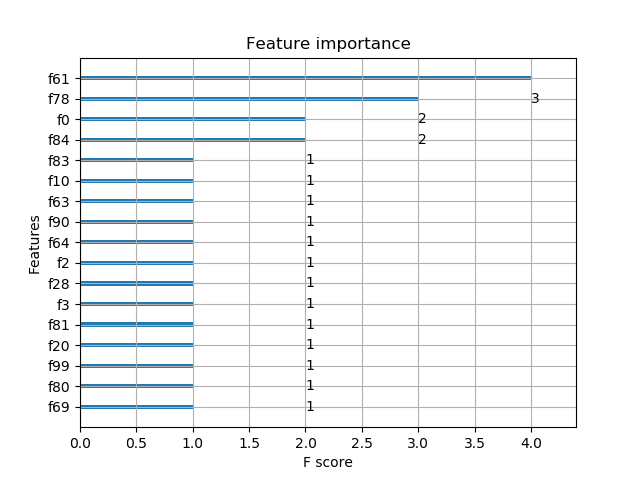 Feature importance
f61
f78 3
f0 2
f84 2
f83 1
f10 1
f63 1
f90 1
f64 1
f2 1
f28 1
f3 1
f81 1
f20 1
f99 1
f80 1
f69 1
Features
0.0 0.5 1.0 1.5 2.0 2.5 3.0 3.5 4.0
F score